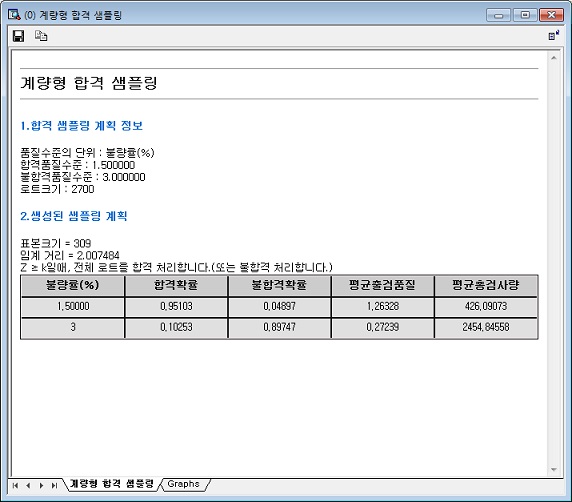 (0) 계량형 합격 샘플링
계량형 합격 샘플링
1.합격 샘플링 계획 정보
품질수준의 단위 : 불량률(%)
합격품질수준 : 1.500000
불합격품질수준 : 3.000000
로트크기 : 2700
2.생성된 샘플링 계획
표본크기 = 309
임계 거리 = 2.007484
Z ≥ k일때, 전체 로트를 합격 처리합니다.(또는 불합격 처리합니다.)
불량률(%) 합격확률 불합격확률 평균출검품질 평균총검사량
1,50000 0,95103 0,04897 1,26328 426,09073
3 0,10253 0,89747 0,27239 2454,84558
계량형 합격 샘플링 Graphs